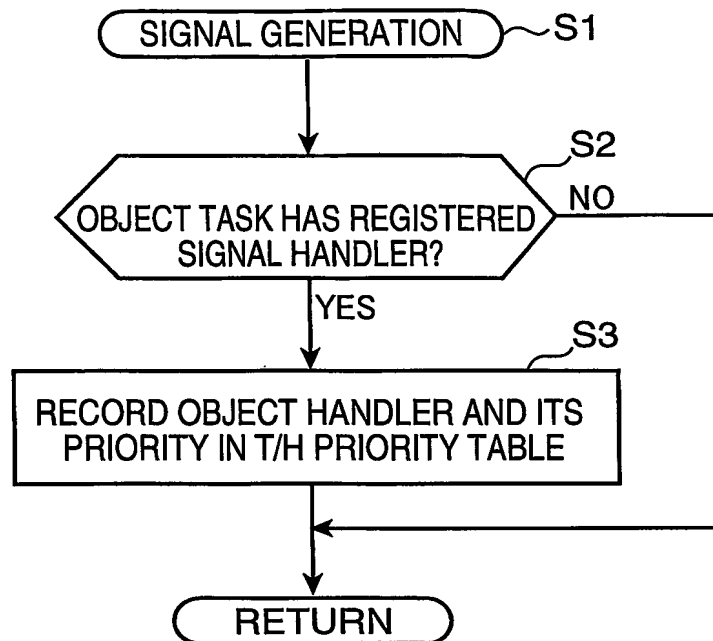 SIGNAL GENERATION
S1
S2
OBJECT TASK HAS REGISTERED
SIGNAL HANDLER?
NO
YES
S3
RECORD OBJECT HANDLER AND ITS
PRIORITY IN T/H PRIORITY TABLE
RETURN